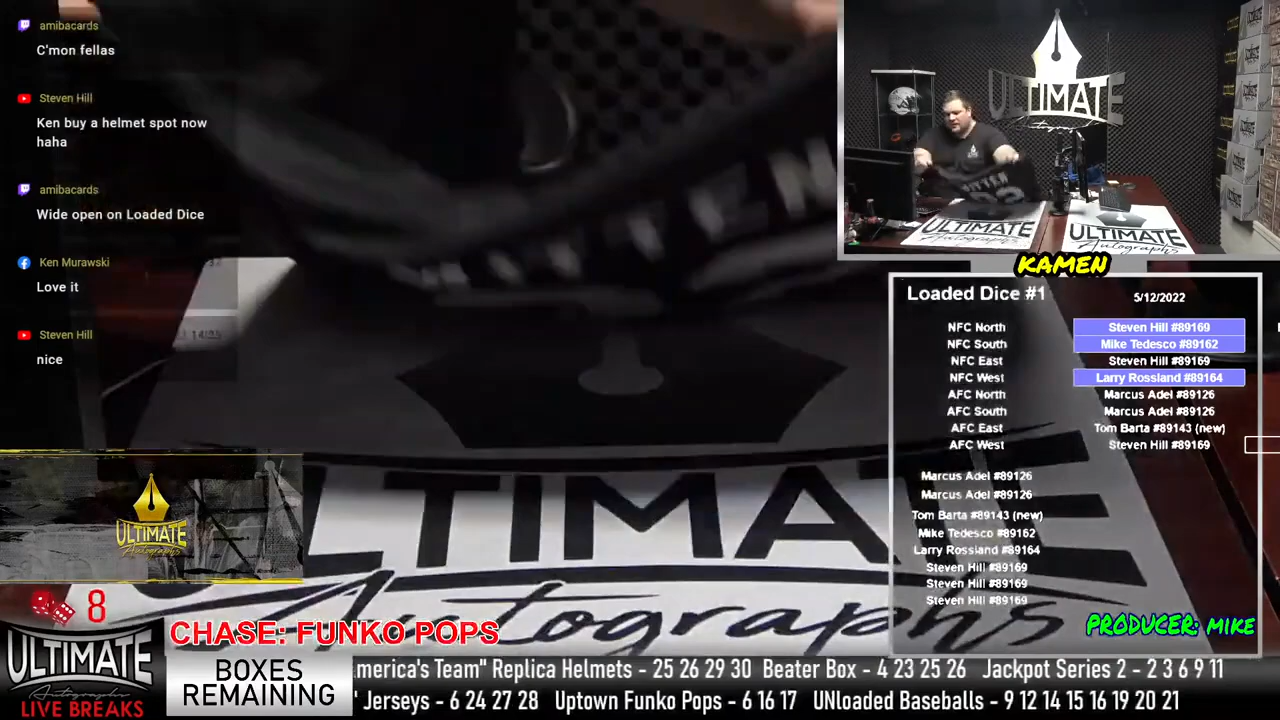 amibacards
C'mon fellas
Steven Hill
Ken buy a helmet spot now
haha
amibacards
Wide open on Loaded Dice
Ken Murawski
Love it
Steven Hill
nice
ULTIMATE
Autographs
8
ULTIMATE
Autographs
LIVE BREAKS
CHASE: FUNKO POPS
BOXES
REMAINING
merica's Team" Replica Helmets - 25 26 29 30 Beater Box - 4 23 25 26 Jackpot Series 2 - 2 3 6 9 11
' Jerseys - 6 24 27 28 Uptown Funko Pops - 6 16 17 UNloaded Baseballs - 9 12 14 15 16 19 20 21
ULTIMATE
Autographs
ULTIMATE
ULTIMATE
Autographs
ULTIMATE
Autographs
KAMEN
Loaded Dice #1
5/12/2022
NFC North Steven Hill #89169
NFC South Mike Tedesco #89162
NFC East Steven Hill #89169
NFC West Larry Rossland #89164
AFC North Marcus Adel #89126
AFC South Marcus Adel #89126
AFC East Tom Barta #89143 (new)
AFC West Steven Hill #89169
Marcus Adel #89126
Marcus Adel #89126
Tom Barta #89143 (new)
Mike Tedesco #89162
Larry Rossland #89164
Steven Hill #89169
Steven Hill #89169
Steven Hill #89169
PRODUCER: MIKE